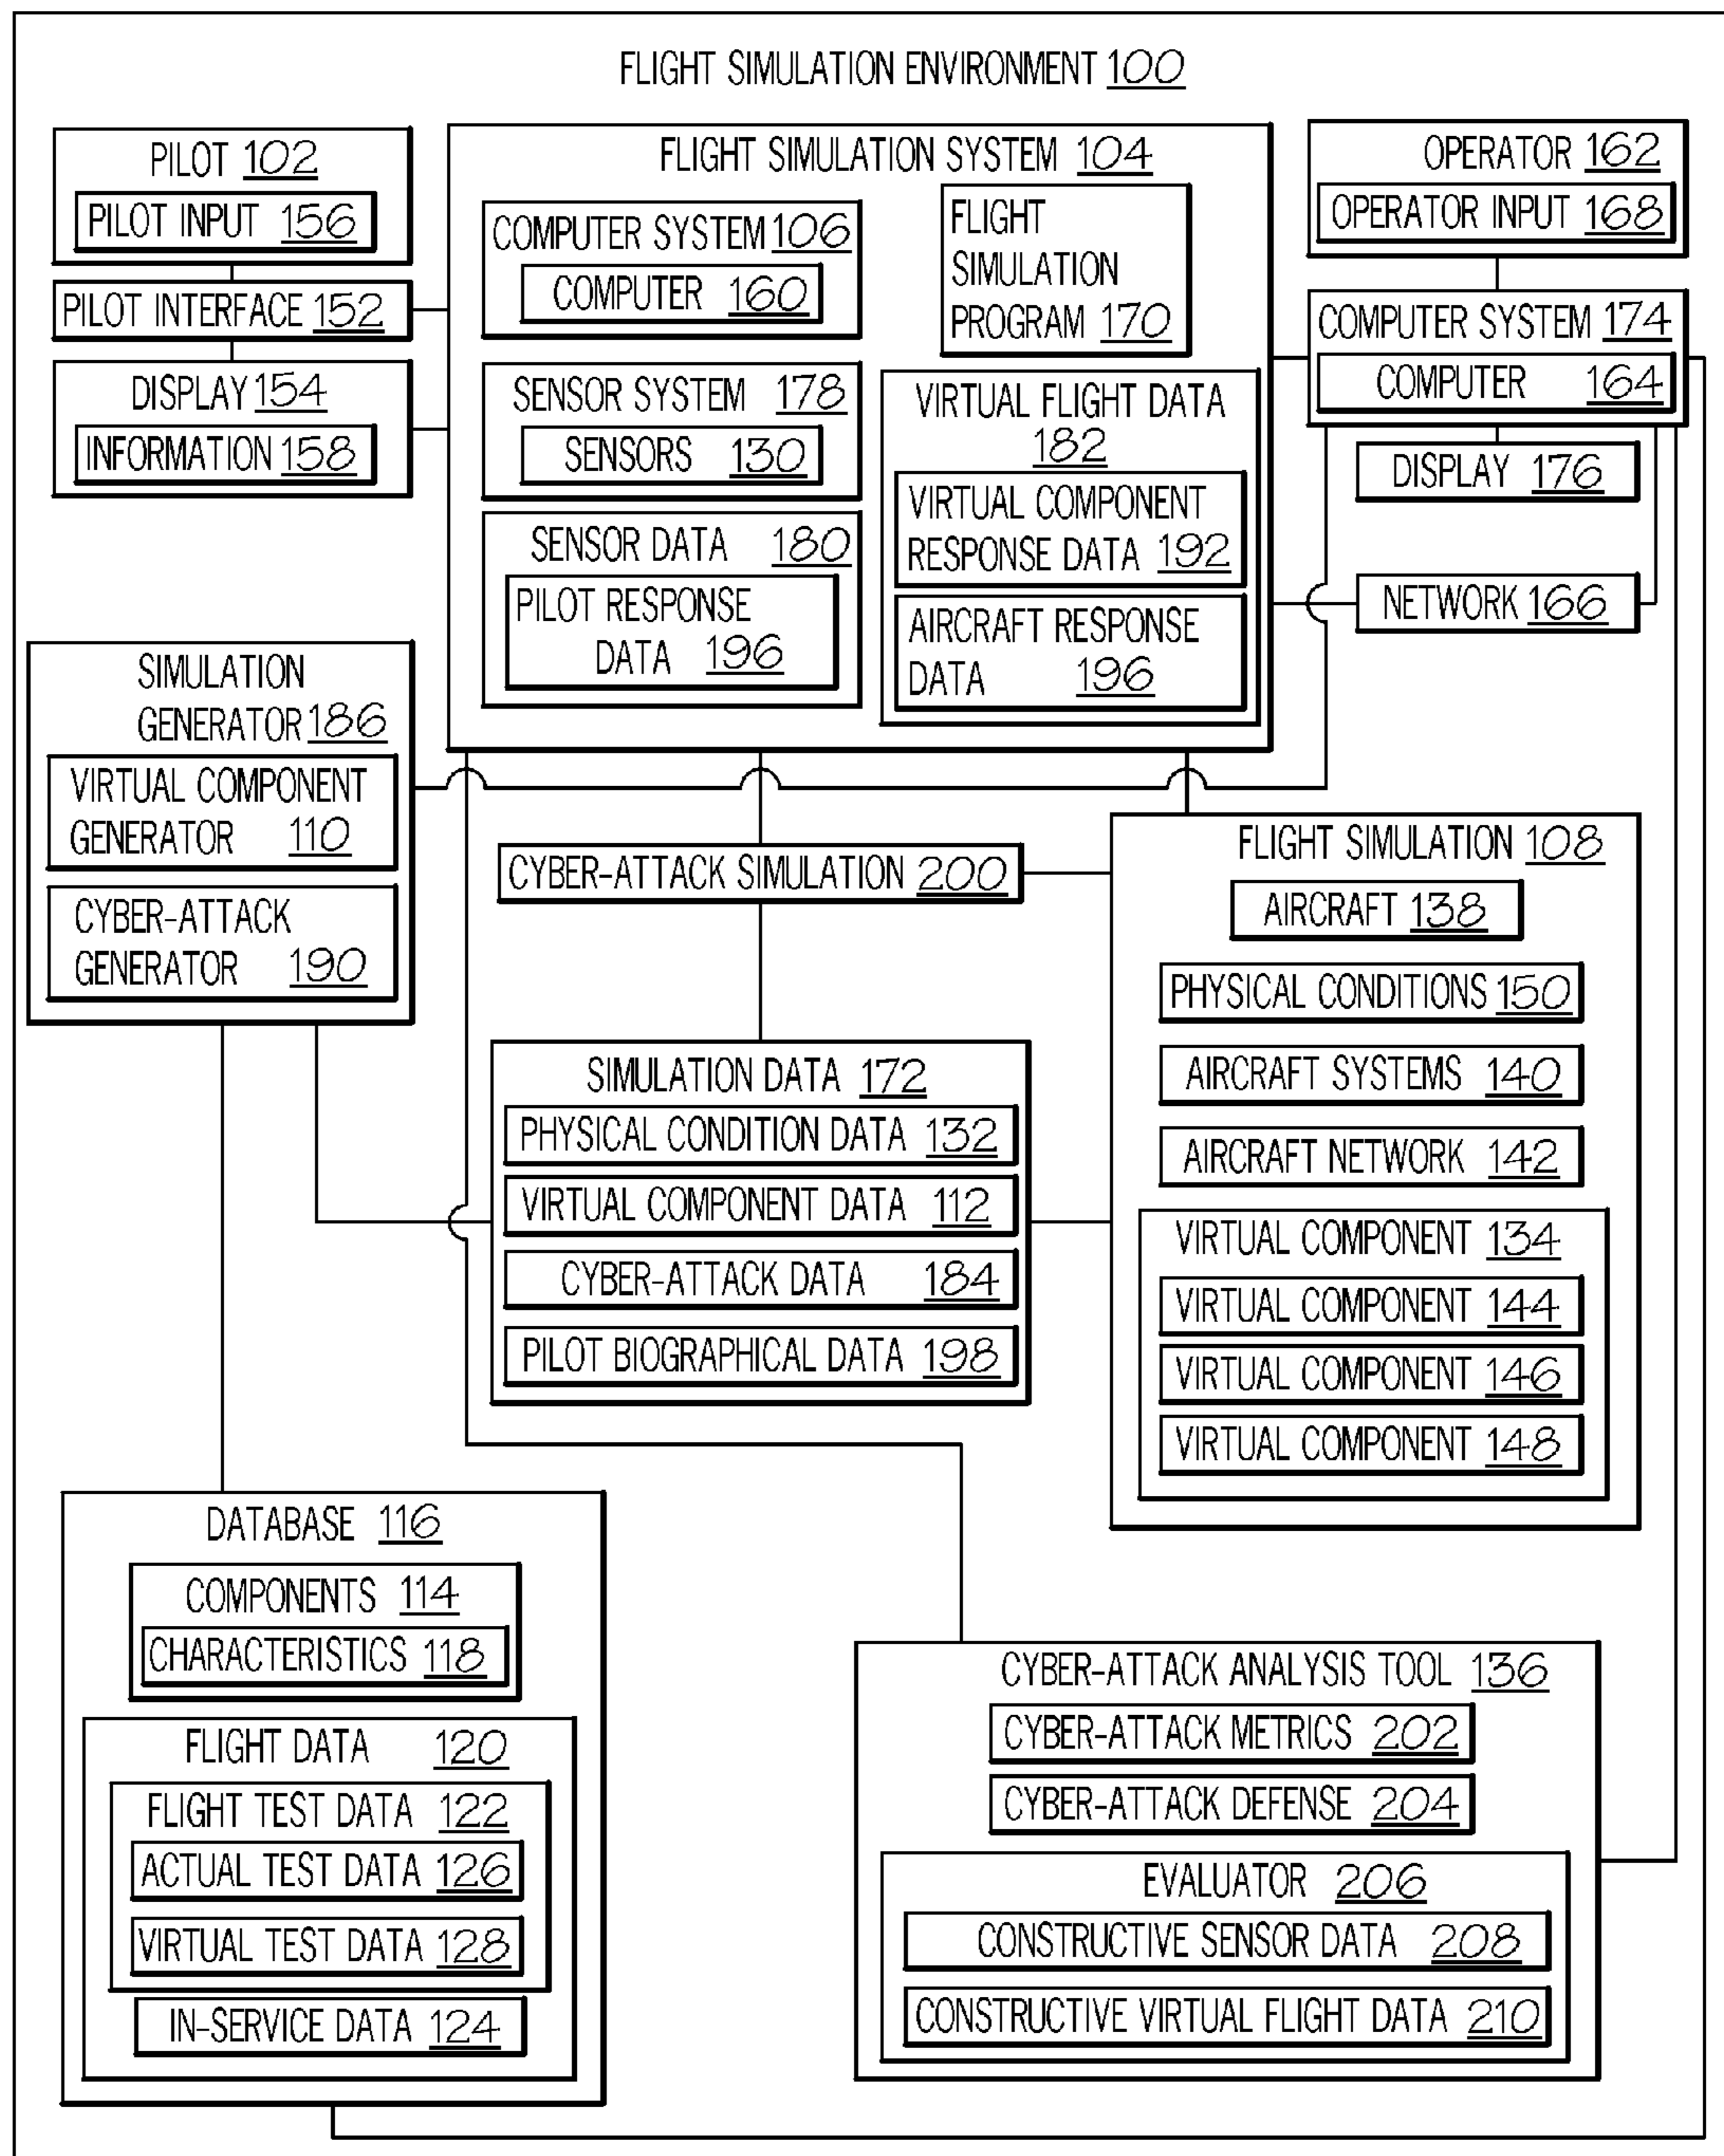 FLIGHT SIMULATION ENVIRONMENT 100
PILOT 102
PILOT INPUT 156
PILOT INTERFACE 152
DISPLAY 154
INFORMATION 158
FLIGHT SIMULATION SYSTEM 104
COMPUTER SYSTEM 106
COMPUTER 160
FLIGHT
SIMULATION
PROGRAM 170
SENSOR SYSTEM 178
SENSORS 130
SENSOR DATA 180
PILOT RESPONSE
DATA 196
VIRTUAL FLIGHT DATA
182
VIRTUAL COMPONENT
RESPONSE DATA 192
AIRCRAFT RESPONSE
DATA 196
OPERATOR 162
OPERATOR INPUT 168
COMPUTER SYSTEM 174
COMPUTER 164
DISPLAY 176
NETWORK 166
SIMULATION
GENERATOR 186
VIRTUAL COMPONENT
GENERATOR 110
CYBER-ATTACK
GENERATOR 190
CYBER-ATTACK SIMULATION 200
FLIGHT SIMULATION 108
AIRCRAFT 138
PHYSICAL CONDITIONS 150
AIRCRAFT SYSTEMS 140
AIRCRAFT NETWORK 142
VIRTUAL COMPONENT 134
VIRTUAL COMPONENT 144
VIRTUAL COMPONENT 146
VIRTUAL COMPONENT 148
SIMULATION DATA 172
PHYSICAL CONDITION DATA 132
VIRTUAL COMPONENT DATA 112
CYBER-ATTACK DATA 184
PILOT BIOGRAPHICAL DATA 198
DATABASE 116
COMPONENTS 114
CHARACTERISTICS 118
FLIGHT DATA 120
FLIGHT TEST DATA 122
ACTUAL TEST DATA 126
VIRTUAL TEST DATA 128
IN-SERVICE DATA 124
CYBER-ATTACK ANALYSIS TOOL 136
CYBER-ATTACK METRICS 202
CYBER-ATTACK DEFENSE 204
EVALUATOR 206
CONSTRUCTIVE SENSOR DATA 208
CONSTRUCTIVE VIRTUAL FLIGHT DATA 210